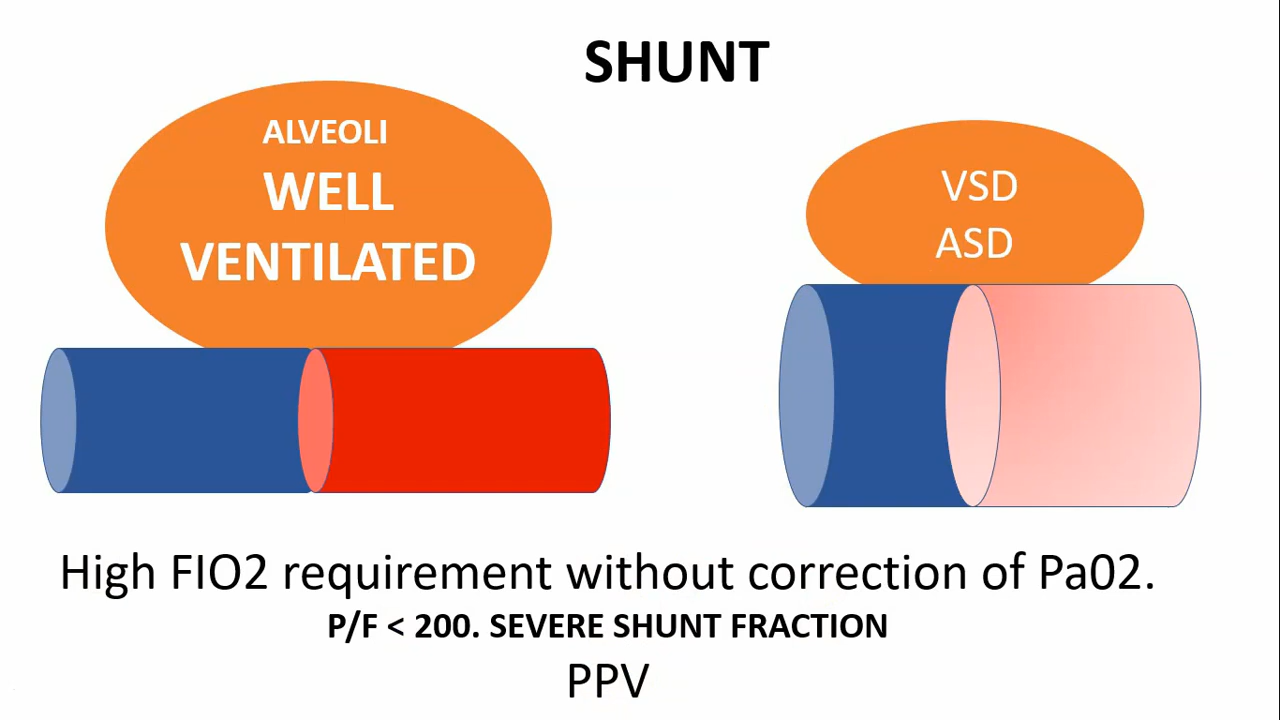 SHUNT
ALVEOLI
WELL
VENTILATED
VSD
ASD
High FIO2 requirement without correction of Pa02.
P/F < 200. SEVERE SHUNT FRACTION
PPV